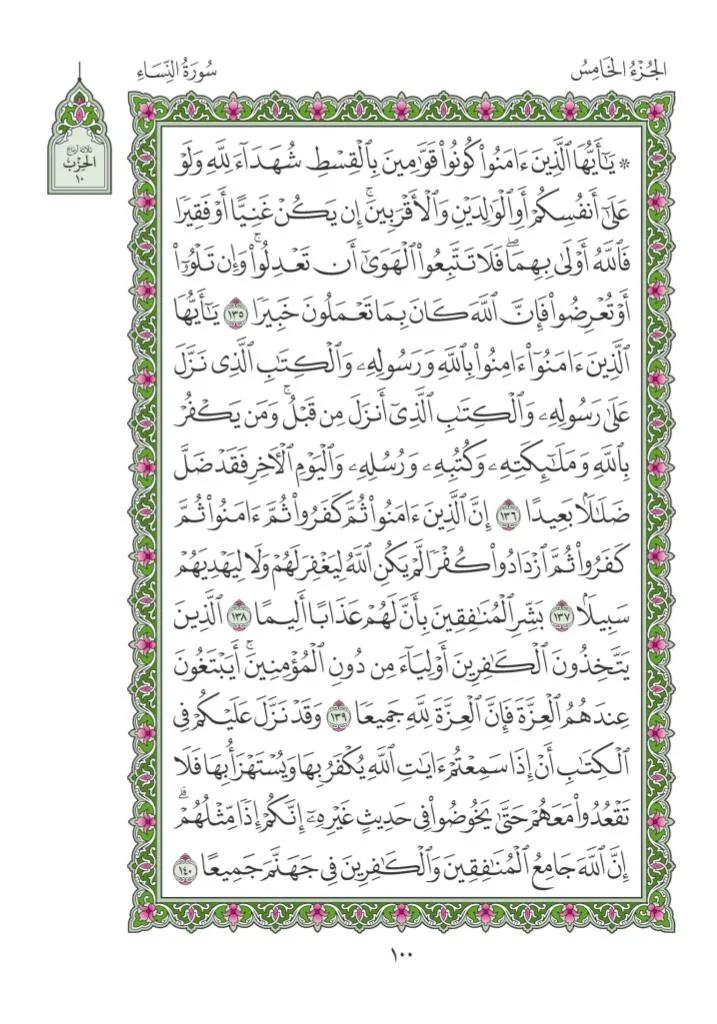 الجُزْءُ الخَامِسُ
سُورَةُ النِّسَاءِ
ثلاثة أرباع
الحِزْب
١٠
۞ يَٰٓأَيُّهَا ٱلَّذِينَ ءَامَنُوا۟ كُونُوا۟ قَوَّٰمِينَ بِٱلْقِسْطِ شُهَدَآءَ لِلَّهِ وَلَوْ
عَلَىٰٓ أَنفُسِكُمْ أَوِ ٱلْوَٰلِدَيْنِ وَٱلْأَقْرَبِينَ ۚ إِن يَكُنْ غَنِيًّا أَوْ فَقِيرًا
فَٱللَّهُ أَوْلَىٰ بِهِمَا ۖ فَلَا تَتَّبِعُوا۟ ٱلْهَوَىٰٓ أَن تَعْدِلُوا۟ ۚ وَإِن تَلْوُۥٓا۟
أَوْ تُعْرِضُوا۟ فَإِنَّ ٱللَّهَ كَانَ بِمَا تَعْمَلُونَ خَبِيرًا ١٣٥ يَٰٓأَيُّهَا
ٱلَّذِينَ ءَامَنُوٓا۟ ءَامِنُوا۟ بِٱللَّهِ وَرَسُولِهِۦ وَٱلْكِتَٰبِ ٱلَّذِى نَزَّلَ
عَلَىٰ رَسُولِهِۦ وَٱلْكِتَٰبِ ٱلَّذِىٓ أَنزَلَ مِن قَبْلُ ۚ وَمَن يَكْفُرْ
بِٱللَّهِ وَمَلَٰٓئِكَتِهِۦ وَكُتُبِهِۦ وَرُسُلِهِۦ وَٱلْيَوْمِ ٱلْءَاخِرِ فَقَدْ ضَلَّ
ضَلَٰلًۢا بَعِيدًا ١٣٦ إِنَّ ٱلَّذِينَ ءَامَنُوا۟ ثُمَّ كَفَرُوا۟ ثُمَّ ءَامَنُوا۟ ثُمَّ
كَفَرُوا۟ ثُمَّ ٱزْدَادُوا۟ كُفْرًا لَّمْ يَكُنِ ٱللَّهُ لِيَغْفِرَ لَهُمْ وَلَا لِيَهْدِيَهُمْ
سَبِيلًۢا ١٣٧ بَشِّرِ ٱلْمُنَٰفِقِينَ بِأَنَّ لَهُمْ عَذَابًا أَلِيمًا ١٣٨ ٱلَّذِينَ
يَتَّخِذُونَ ٱلْكَٰفِرِينَ أَوْلِيَآءَ مِن دُونِ ٱلْمُؤْمِنِينَ ۚ أَيَبْتَغُونَ
عِندَهُمُ ٱلْعِزَّةَ فَإِنَّ ٱلْعِزَّةَ لِلَّهِ جَمِيعًا ١٣٩ وَقَدْ نَزَّلَ عَلَيْكُمْ فِى
ٱلْكِتَٰبِ أَنْ إِذَا سَمِعْتُمْ ءَايَٰتِ ٱللَّهِ يُكْفَرُ بِهَا وَيُسْتَهْزَأُ بِهَا فَلَا
تَقْعُدُوا۟ مَعَهُمْ حَتَّىٰ يَخُوضُوا۟ فِى حَدِيثٍ غَيْرِهِۦٓ ۚ إِنَّكُمْ إِذًا مِّثْلُهُمْ ۗ
إِنَّ ٱللَّهَ جَامِعُ ٱلْمُنَٰفِقِينَ وَٱلْكَٰفِرِينَ فِى جَهَنَّمَ جَمِيعًا ١٤٠
١٠٠